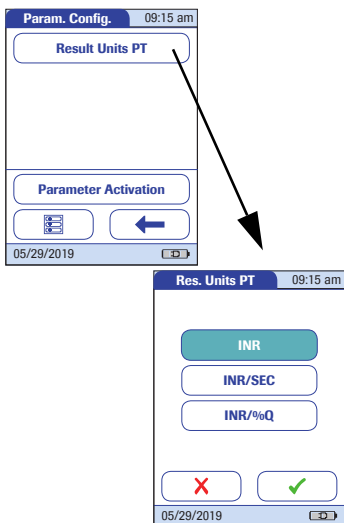 Param. Config. 09:15 am
Result Units PT
Parameter Activation
05/29/2019
Res. Units PT 09:15 am
INR
INR/SEC
INR/%Q
05/29/2019